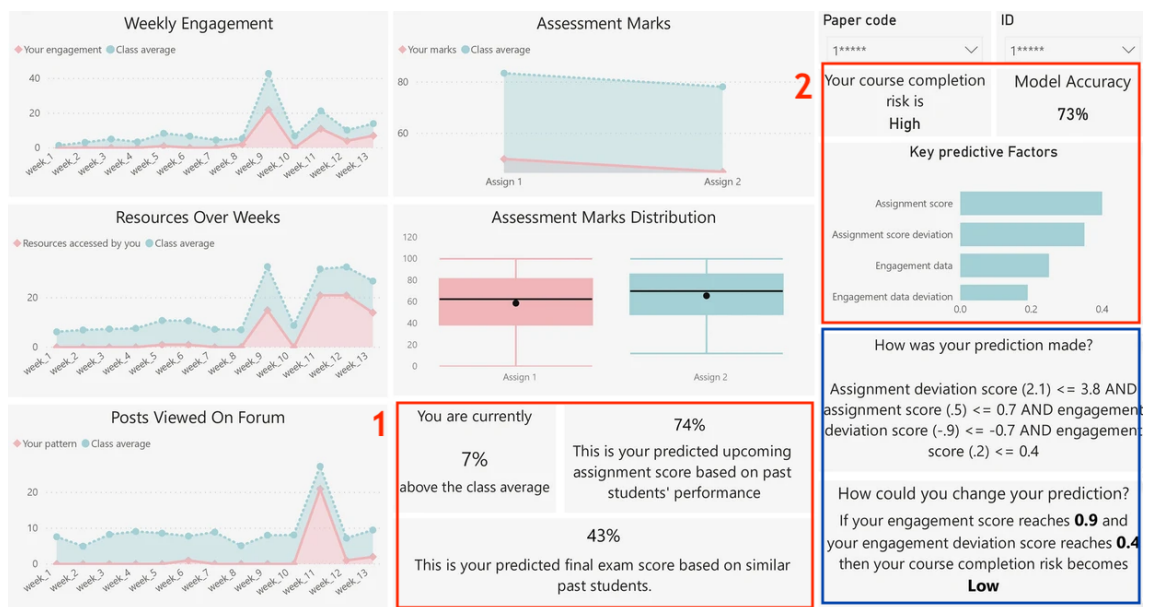 Weekly Engagement
Your engagement Class average
40
20
0
week_1 week_2 week_3 week_4 week_5 week_6 week_7 week_8 week_9 week_10 week_11 week_12 week_13
Assessment Marks
Your marks Class average
80
60
Assign 1 Assign 2
Paper code
1*****
ID
1*****
2
Your course completion
risk is
High
Model Accuracy
73%
Key predictive Factors
Assignment score
Assignment score deviation
Engagement data
Engagement data deviation
0.0 0.2 0.4
Resources Over Weeks
Resources accessed by you Class average
20
0
week_1 week_2 week_3 week_4 week_5 week_6 week_7 week_8 week_9 week_10 week_11 week_12 week_13
Assessment Marks Distribution
120
100
80
60
40
20
0
Assign 1 Assign 2
How was your prediction made?
Assignment deviation score (2.1) <= 3.8 AND
assignment score (.5) <= 0.7 AND engagement
deviation score (-.9) <= -0.7 AND engagement
score (.2) <= 0.4
Posts Viewed On Forum
Your pattern Class average
20
10
0
week_1 week_2 week_3 week_4 week_5 week_6 week_7 week_8 week_9 week_10 week_11 week_12 week_13
1
You are currently
7%
above the class average
74%
This is your predicted upcoming
assignment score based on past
students' performance
43%
This is your predicted final exam score based on similar
past students.
How could you change your prediction?
If your engagement score reaches 0.9 and
your engagement deviation score reaches 0.4
then your course completion risk becomes
Low